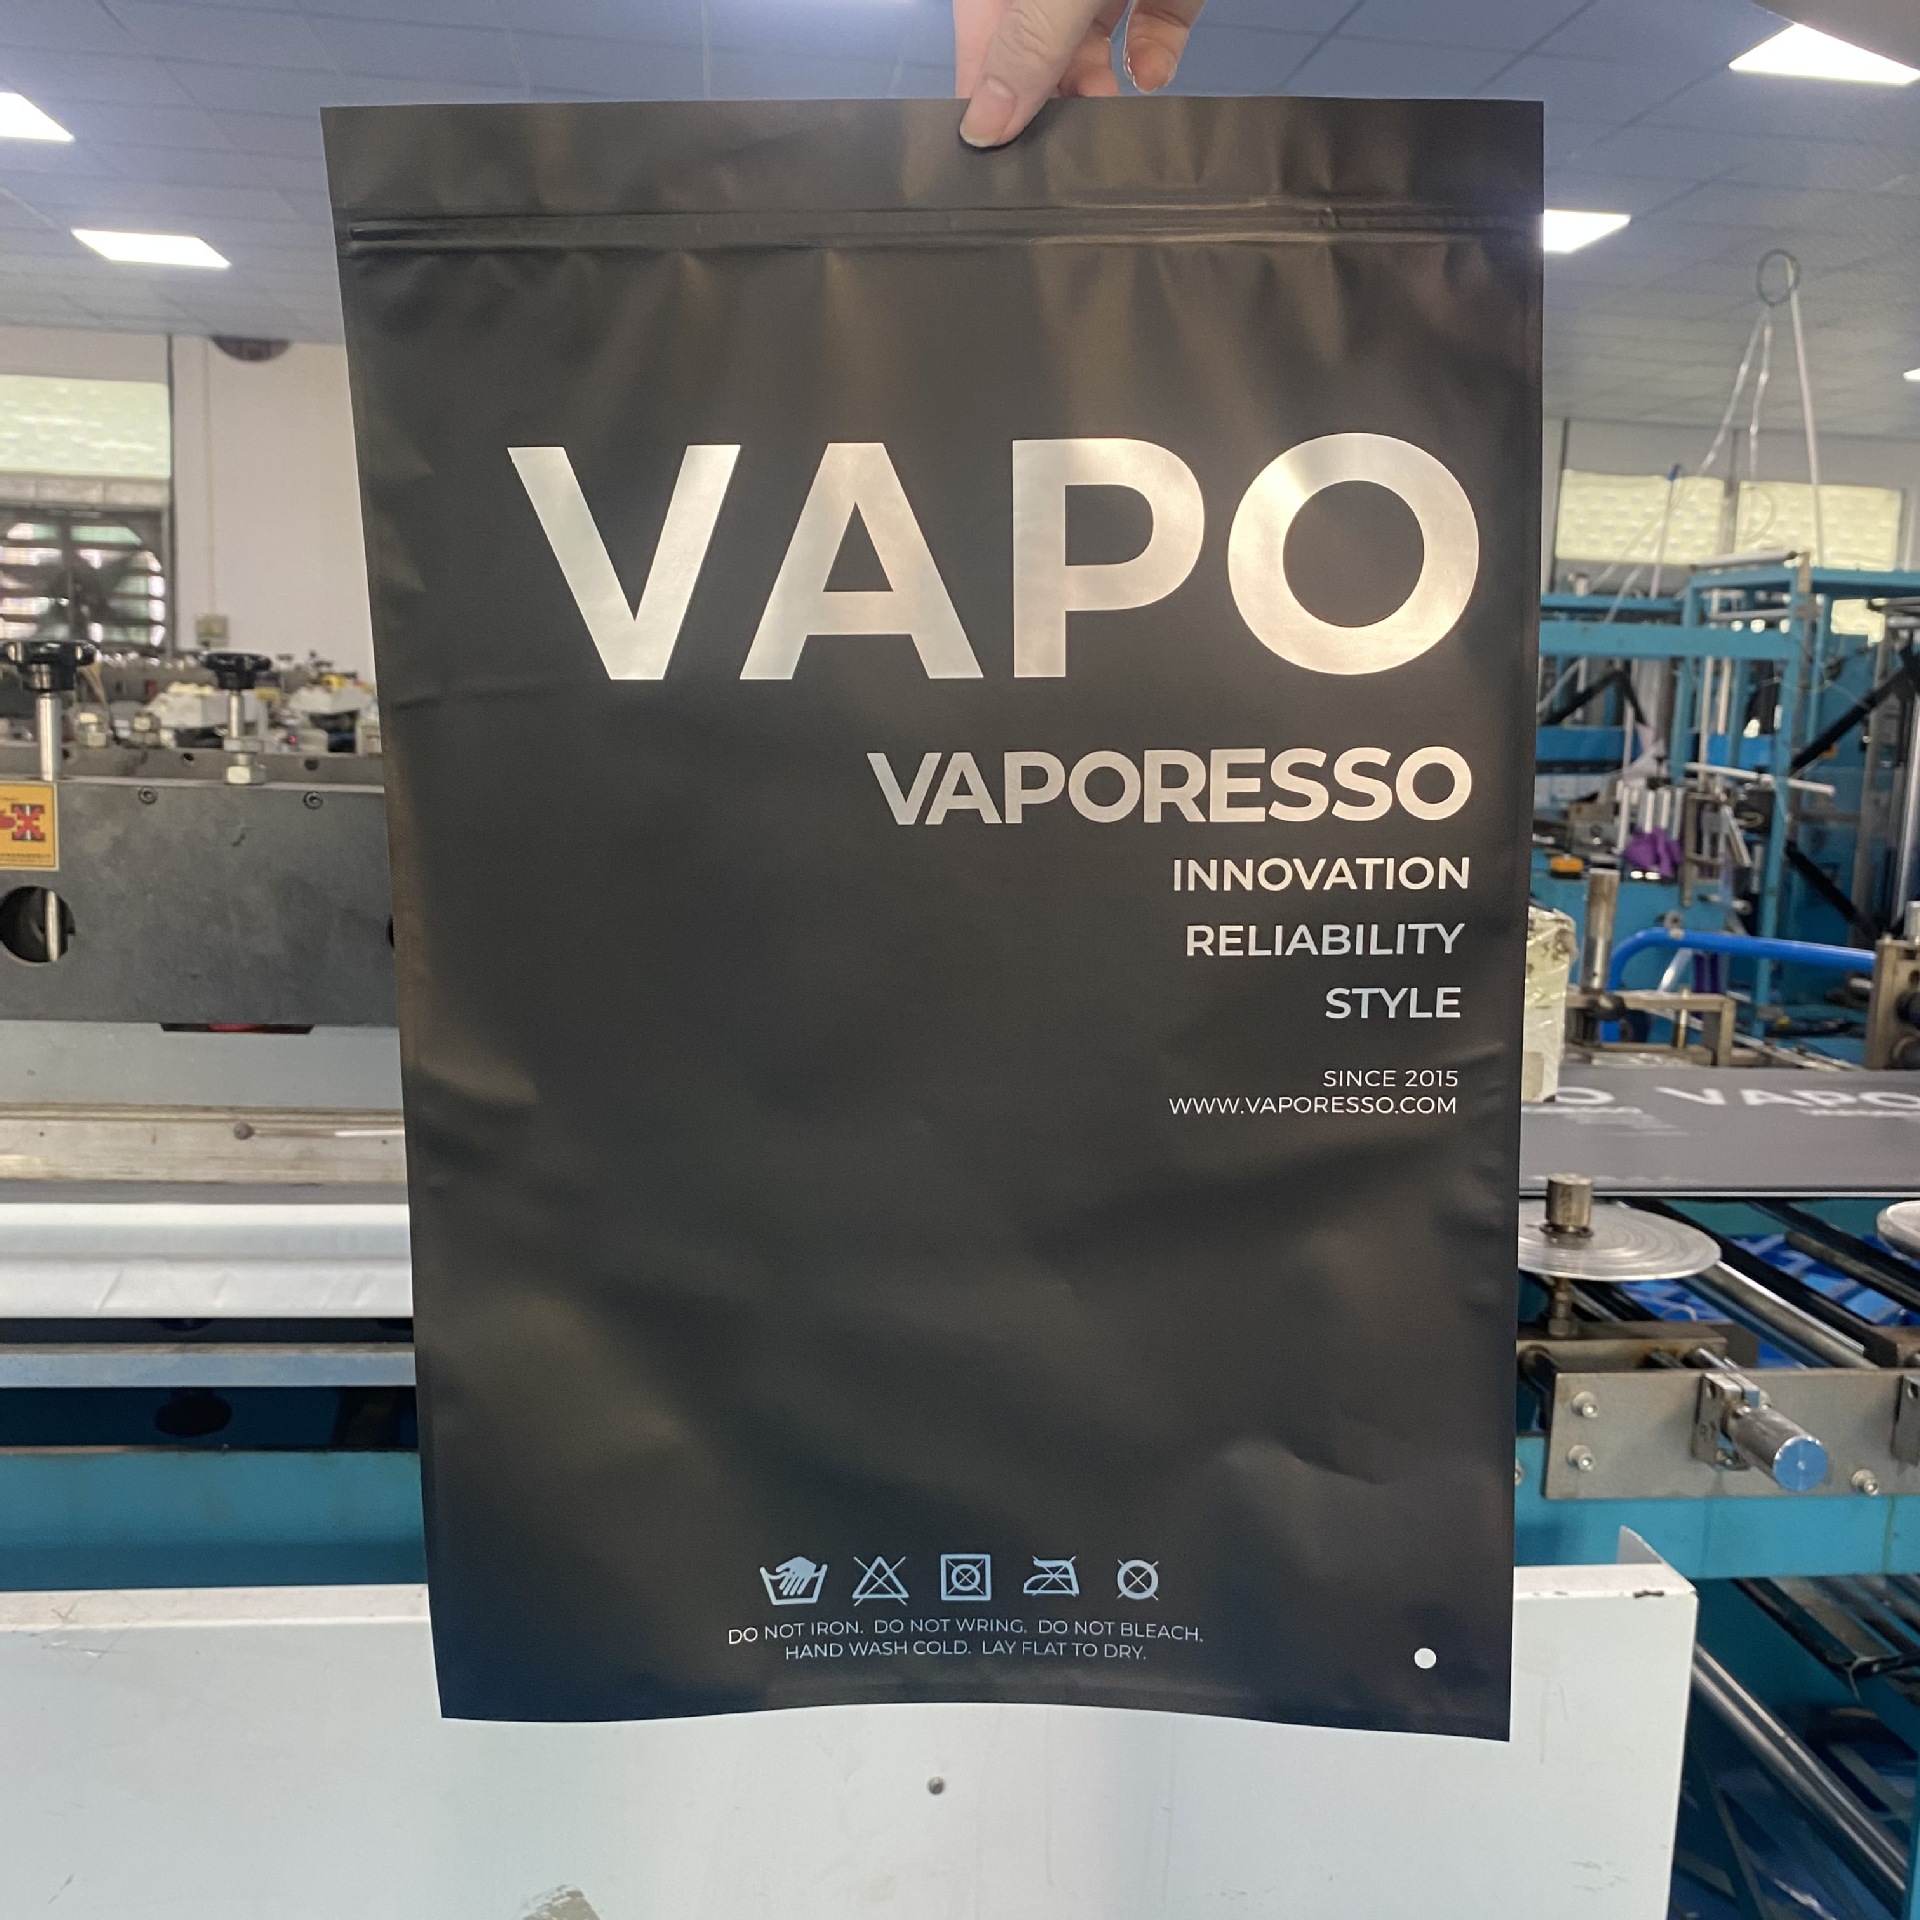 VAPO
VAPORESSO
INNOVATION
RELIABILITY
STYLE
SINCE 2015
WWW.VAPORESSO.COM
DO NOT IRON. DO NOT WRING. DO NOT BLEACH.
HAND WASH COLD. LAY FLAT TO DRY.
VAPO